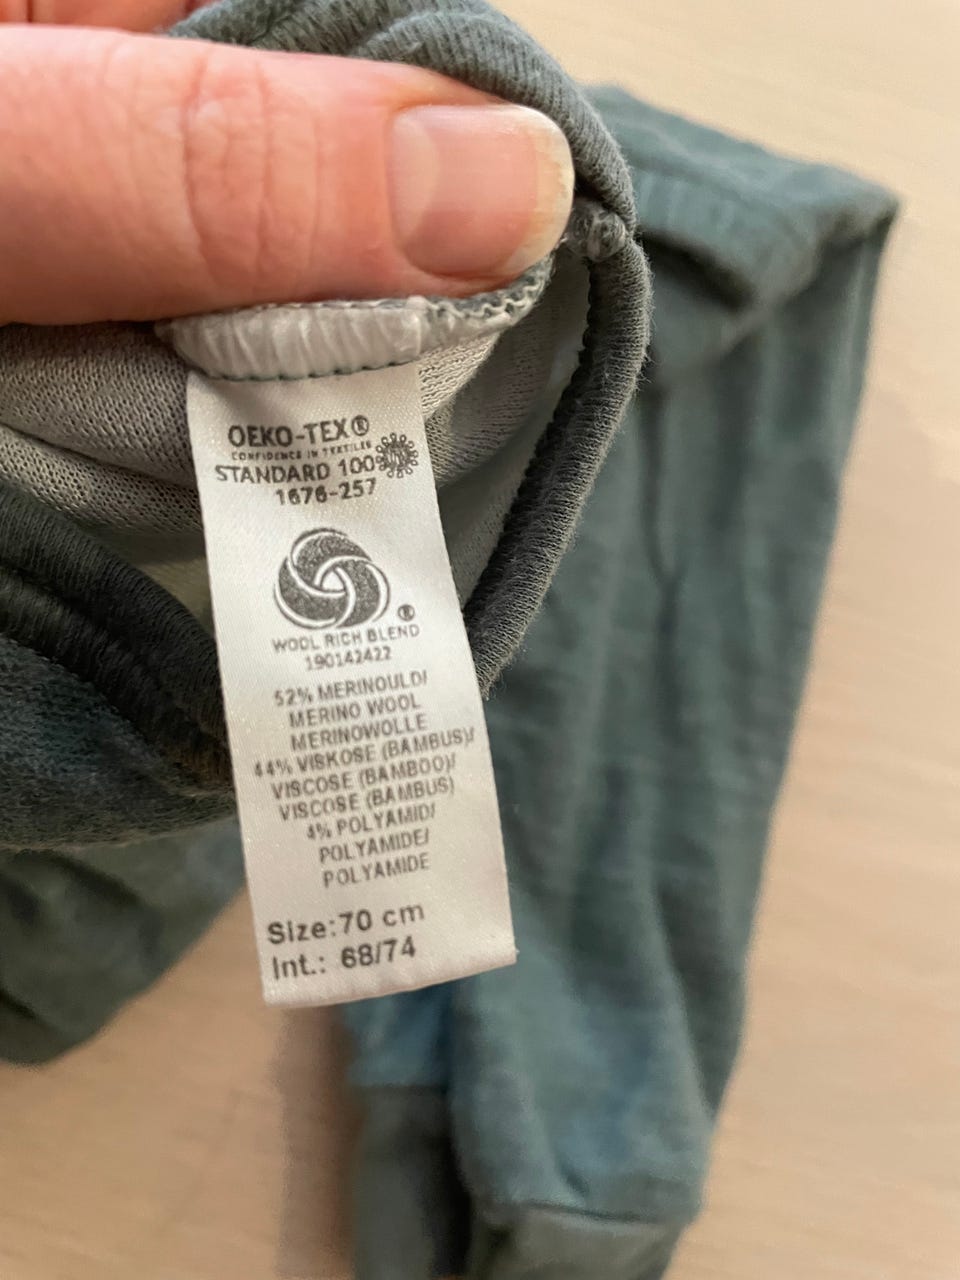 OEKO-TEX®
CONFIDENCE IN TEXTILES
STANDARD 100
1676-257
®
WOOL RICH BLEND
190142422
52% MERINOULD/
MERINO WOOL
MERINOWOLLE
44% VISKOSE (BAMBUS)/
VISCOSE (BAMBOO)/
VISCOSE (BAMBUS)
4% POLYAMID/
POLYAMIDE/
POLYAMIDE
Size:70 cm
Int.: 68/74